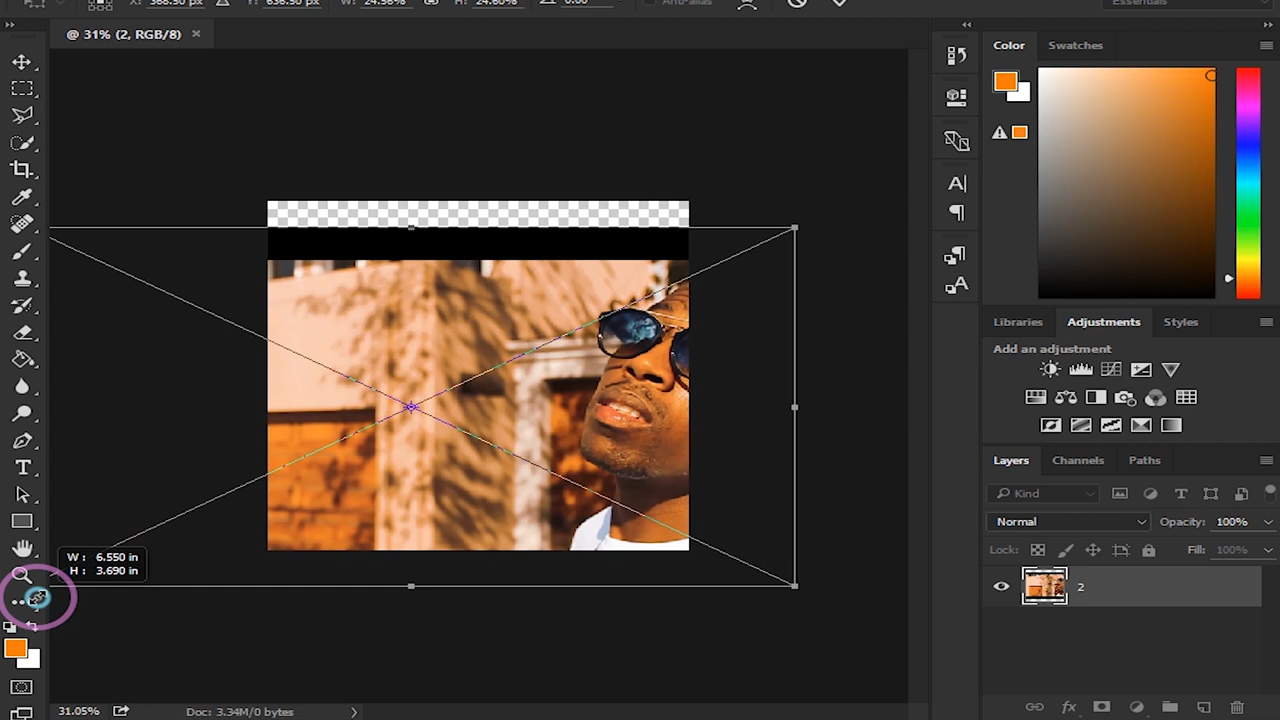 X: 368.50 px Y: 636.50 px W: 24.56% H: 24.60% 0.00 Anti-alias Essentials
@ 31% (2, RGB/8) ×
Color Swatches
Libraries Adjustments Styles
Add an adjustment
Layers Channels Paths
Kind
Normal Opacity: 100%
Lock: Fill: 100%
2
W: 6.550 in
H: 3.690 in
31.05% Doc: 3.34M/0 bytes